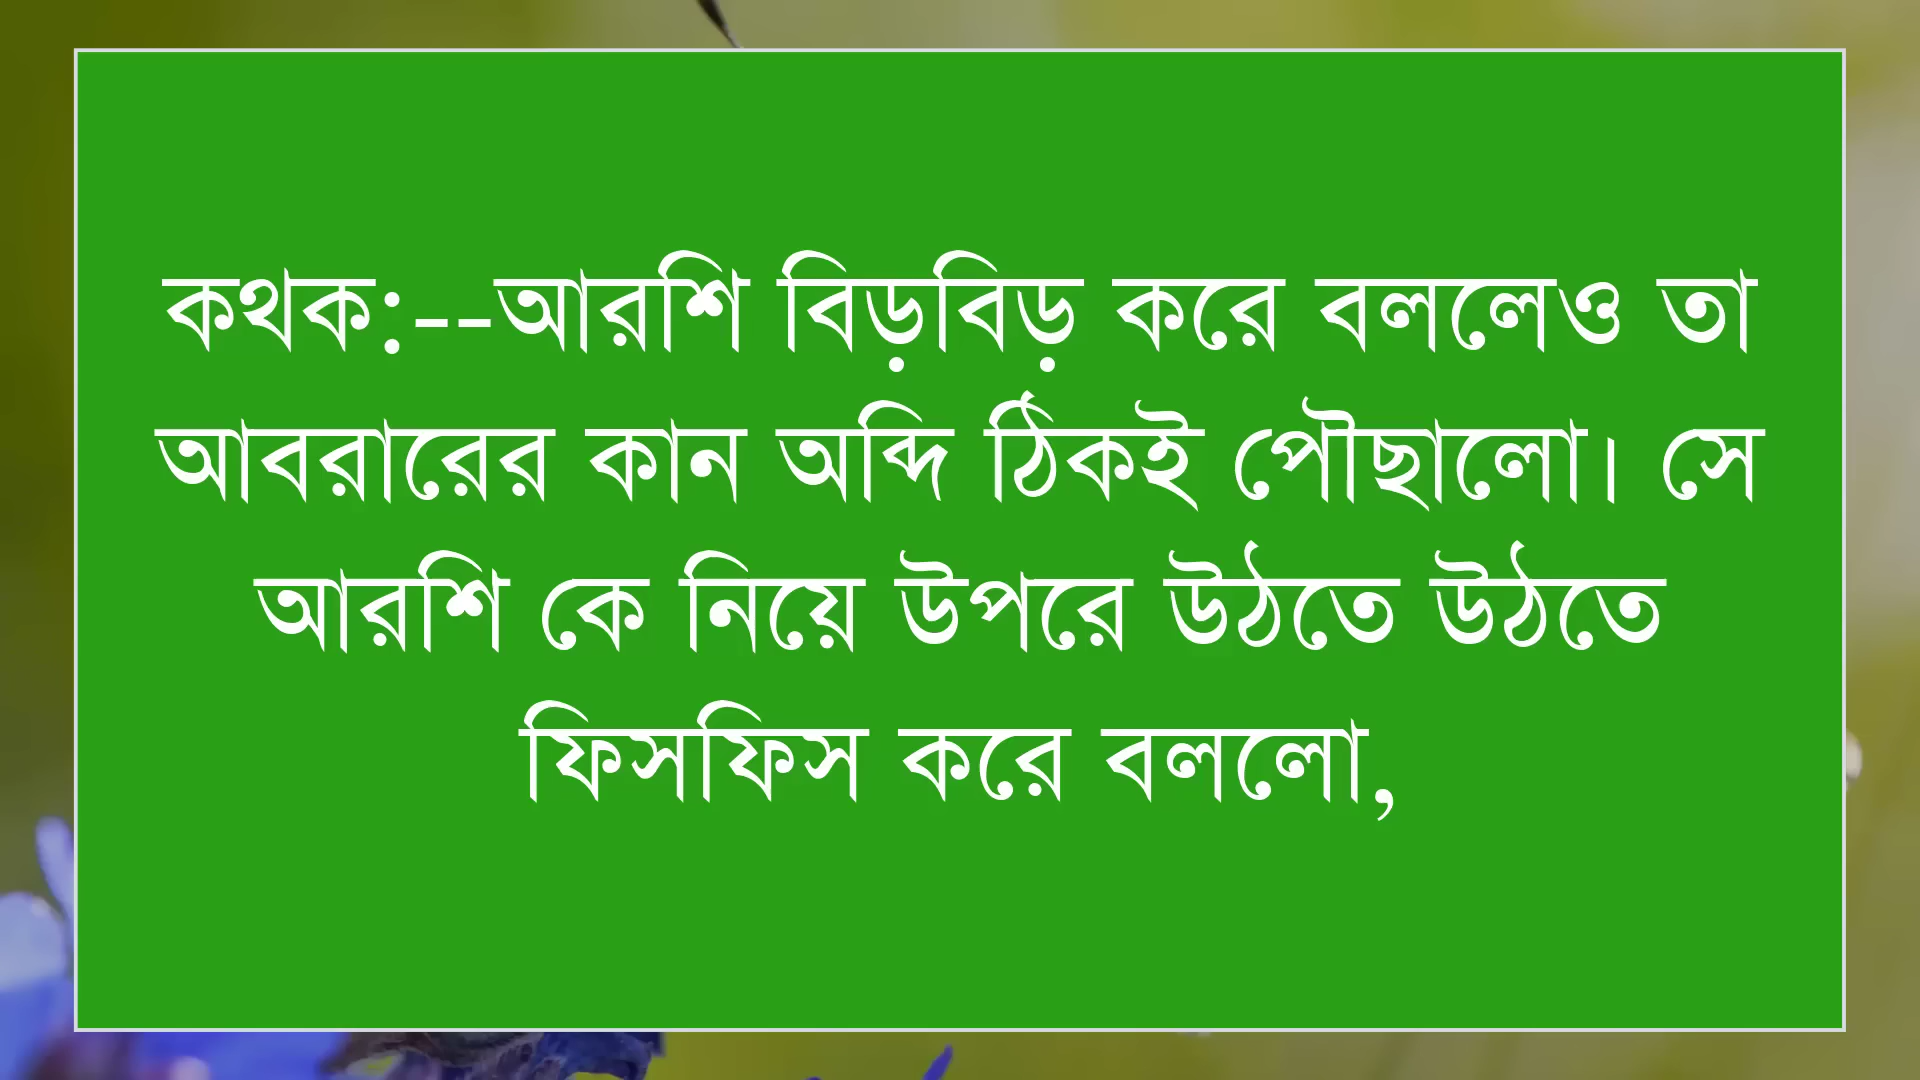 কথক:--আরশি বিড়বিড় করে বললেও তা
আবরারের কান অব্দি ঠিকই পৌছালো। সে
আরশি কে নিয়ে উপরে উঠতে উঠতে
ফিসফিস করে বললো,